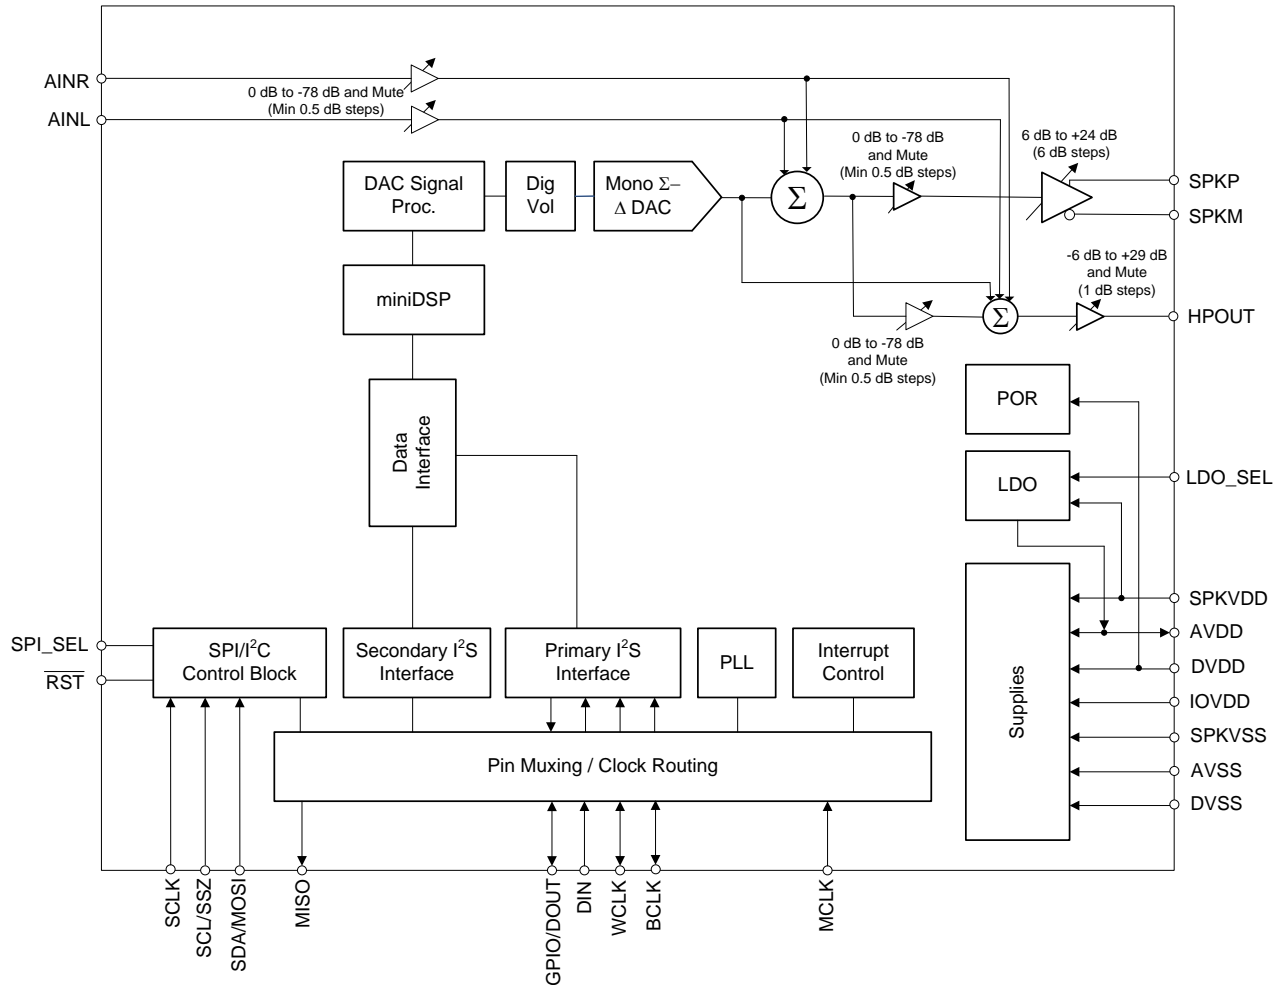 AINR
0 dB to -78 dB and Mute
(Min 0.5 dB steps)
AINL
0 dB to -78 dB
and Mute
(Min 0.5 dB steps)
6 dB to +24 dB
(6 dB steps)
DAC Signal
Proc.
Dig
Vol
Mono Σ–
Δ DAC
Σ
SPKP
SPKM
miniDSP
-6 dB to +29 dB
and Mute
(1 dB steps)
Σ
HPOUT
0 dB to -78 dB
and Mute
(Min 0.5 dB steps)
Data
Interface
POR
LDO
LDO_SEL
SPKVDD
AVDD
DVDD
IOVDD
SPKVSS
AVSS
DVSS
Supplies
SPI_SEL
RST
SPI/I²C
Control Block
Secondary I²S
Interface
Primary I²S
Interface
PLL
Interrupt
Control
Pin Muxing / Clock Routing
SCLK
SCL/SSZ
SDA/MOSI
MISO
GPIO/DOUT
DIN
WCLK
BCLK
MCLK